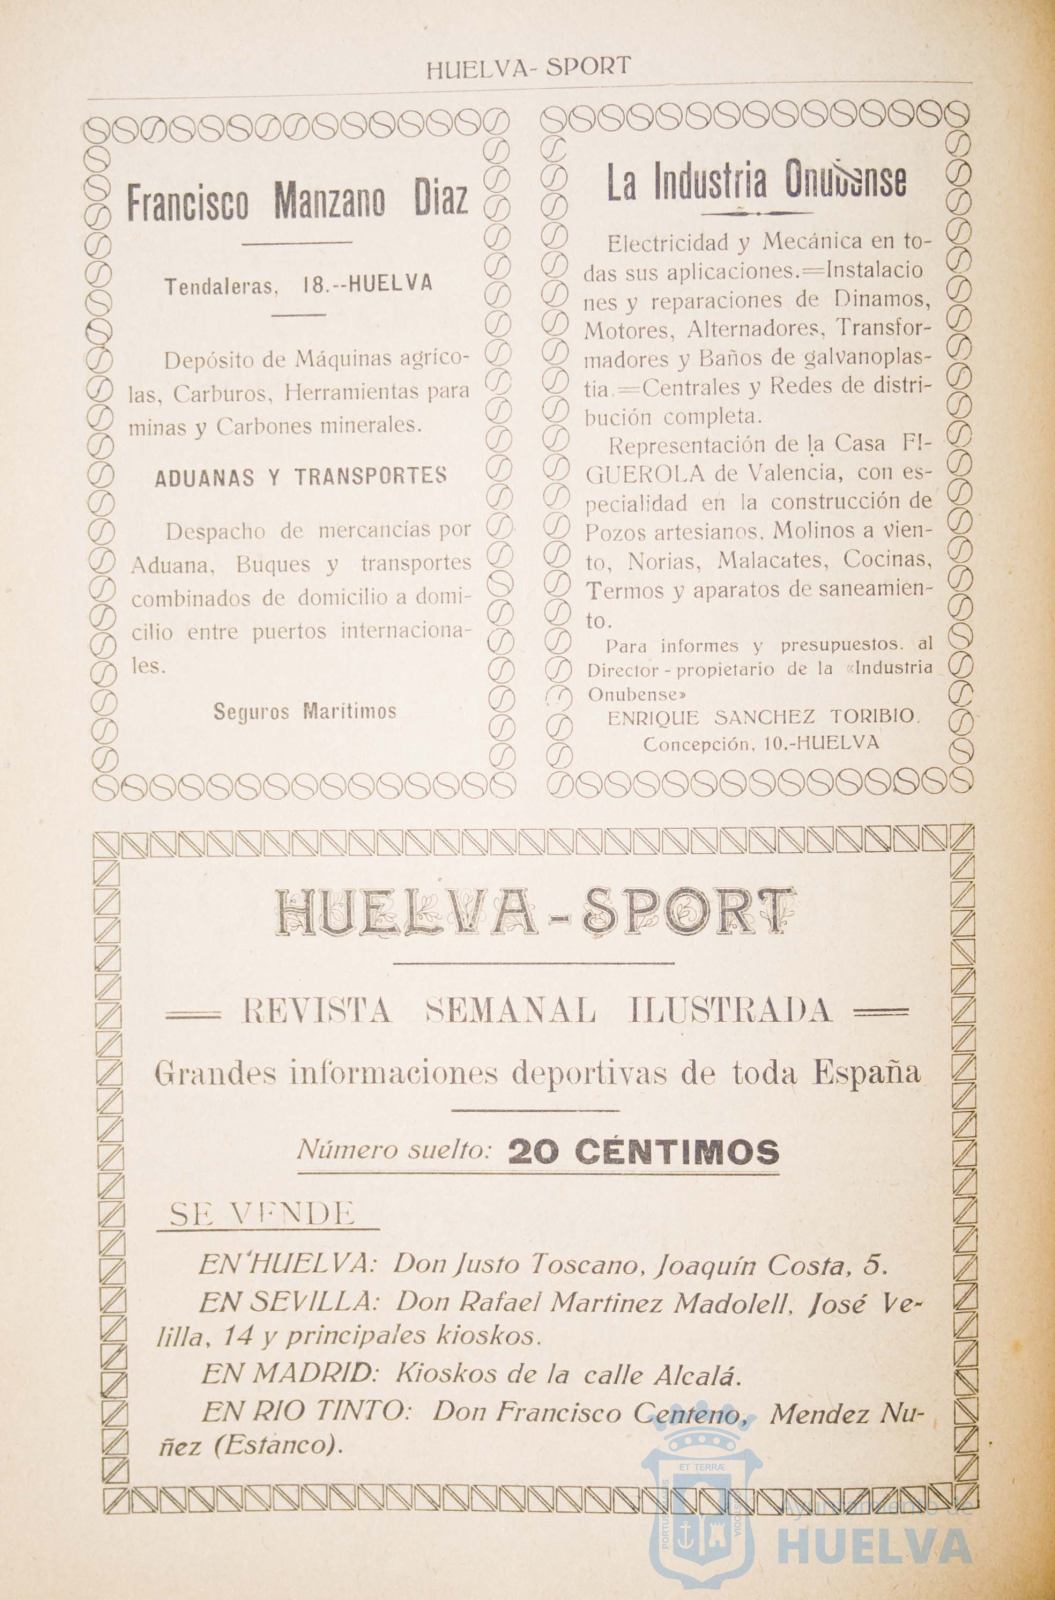 HUELVA-SPORT
Francisco Manzano Diaz
Tendaleras, 18.--HUELVA
Depósito de Máquinas agríco-
las, Carburos, Herramientas para
minas y Carbones minerales.
ADUANAS Y TRANSPORTES
Despacho de mercancías por
Aduana, Buques y transportes
combinados de domicilio a domi-
cilio entre puertos internaciona-
les.
Seguros Marítimos
La Industria Onubense
Electricidad y Mecánica en to-
das sus aplicaciones.=Instalacio
nes y reparaciones de Dinamos,
Motores, Alternadores, Transfor-
madores y Baños de galvanoplas-
tia.=Centrales y Redes de distri-
bución completa.
Representación de la Casa FI-
GUEROLA de Valencia, con es-
pecialidad en la construcción de
Pozos artesianos, Molinos a vien-
to, Norias, Malacates, Cocinas,
Termos y aparatos de saneamien-
to.
Para informes y presupuestos. al
Director-propietario de la «Industria
Onubense»
ENRIQUE SANCHEZ TORIBIO.
Concepción, 10.-HUELVA
HUELVA-SPORT
REVISTA SEMANAL ILUSTRADA
Grandes informaciones deportivas de toda España
Número suelto: 20 CÉNTIMOS
SE VENDE
EN HUELVA: Don Justo Toscano, Joaquín Costa, 5.
EN SEVILLA: Don Rafael Martinez Madolell, José Ve-
lilla, 14 y principales kioskos.
EN MADRID: Kioskos de la calle Alcalá.
EN RIO TINTO: Don Francisco Centeno, Mendez Nu-
ñez (Estanco).
ET TERRÆ
PORTUS
CUSTODIA
Ayuntamiento de
HUELVA